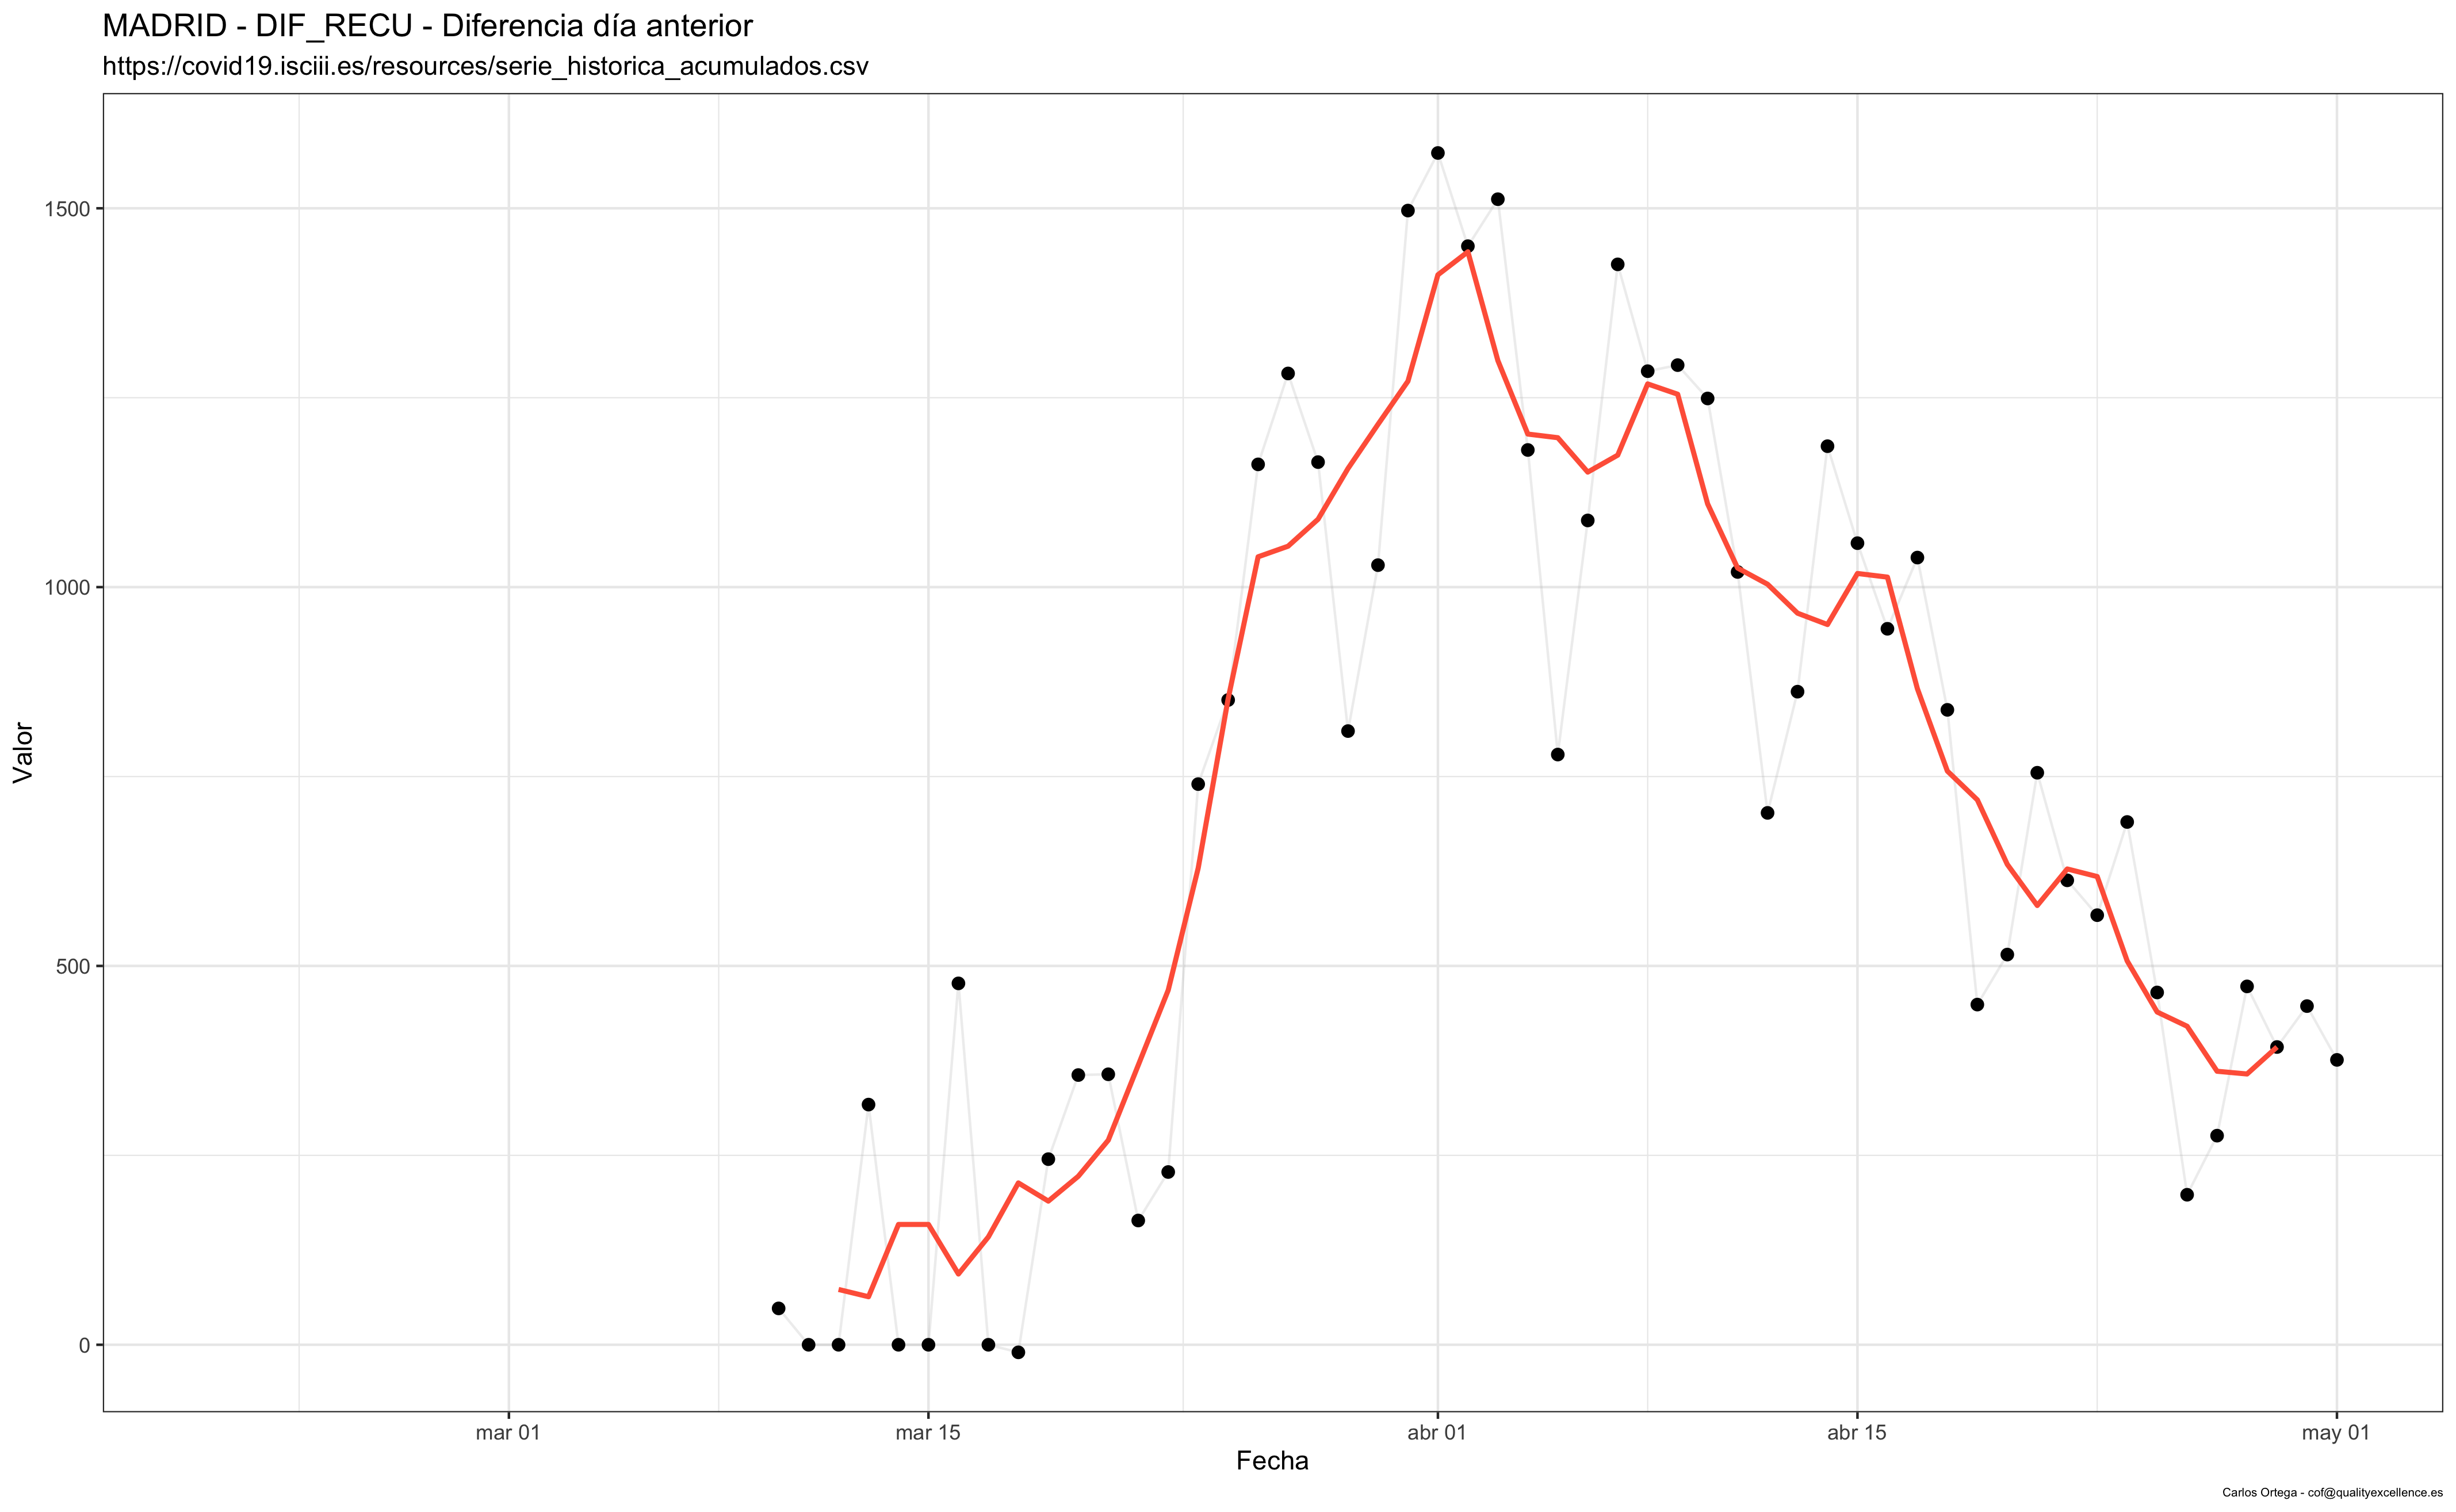 MADRID - DIF_RECU - Diferencia día anterior
https://covid19.isciii.es/resources/serie_historica_acumulados.csv
1500
1000
500
0
Valor
mar 01
mar 15
abr 01
abr 15
may 01
Fecha
Carlos Ortega - cof@qualityexcellence.es